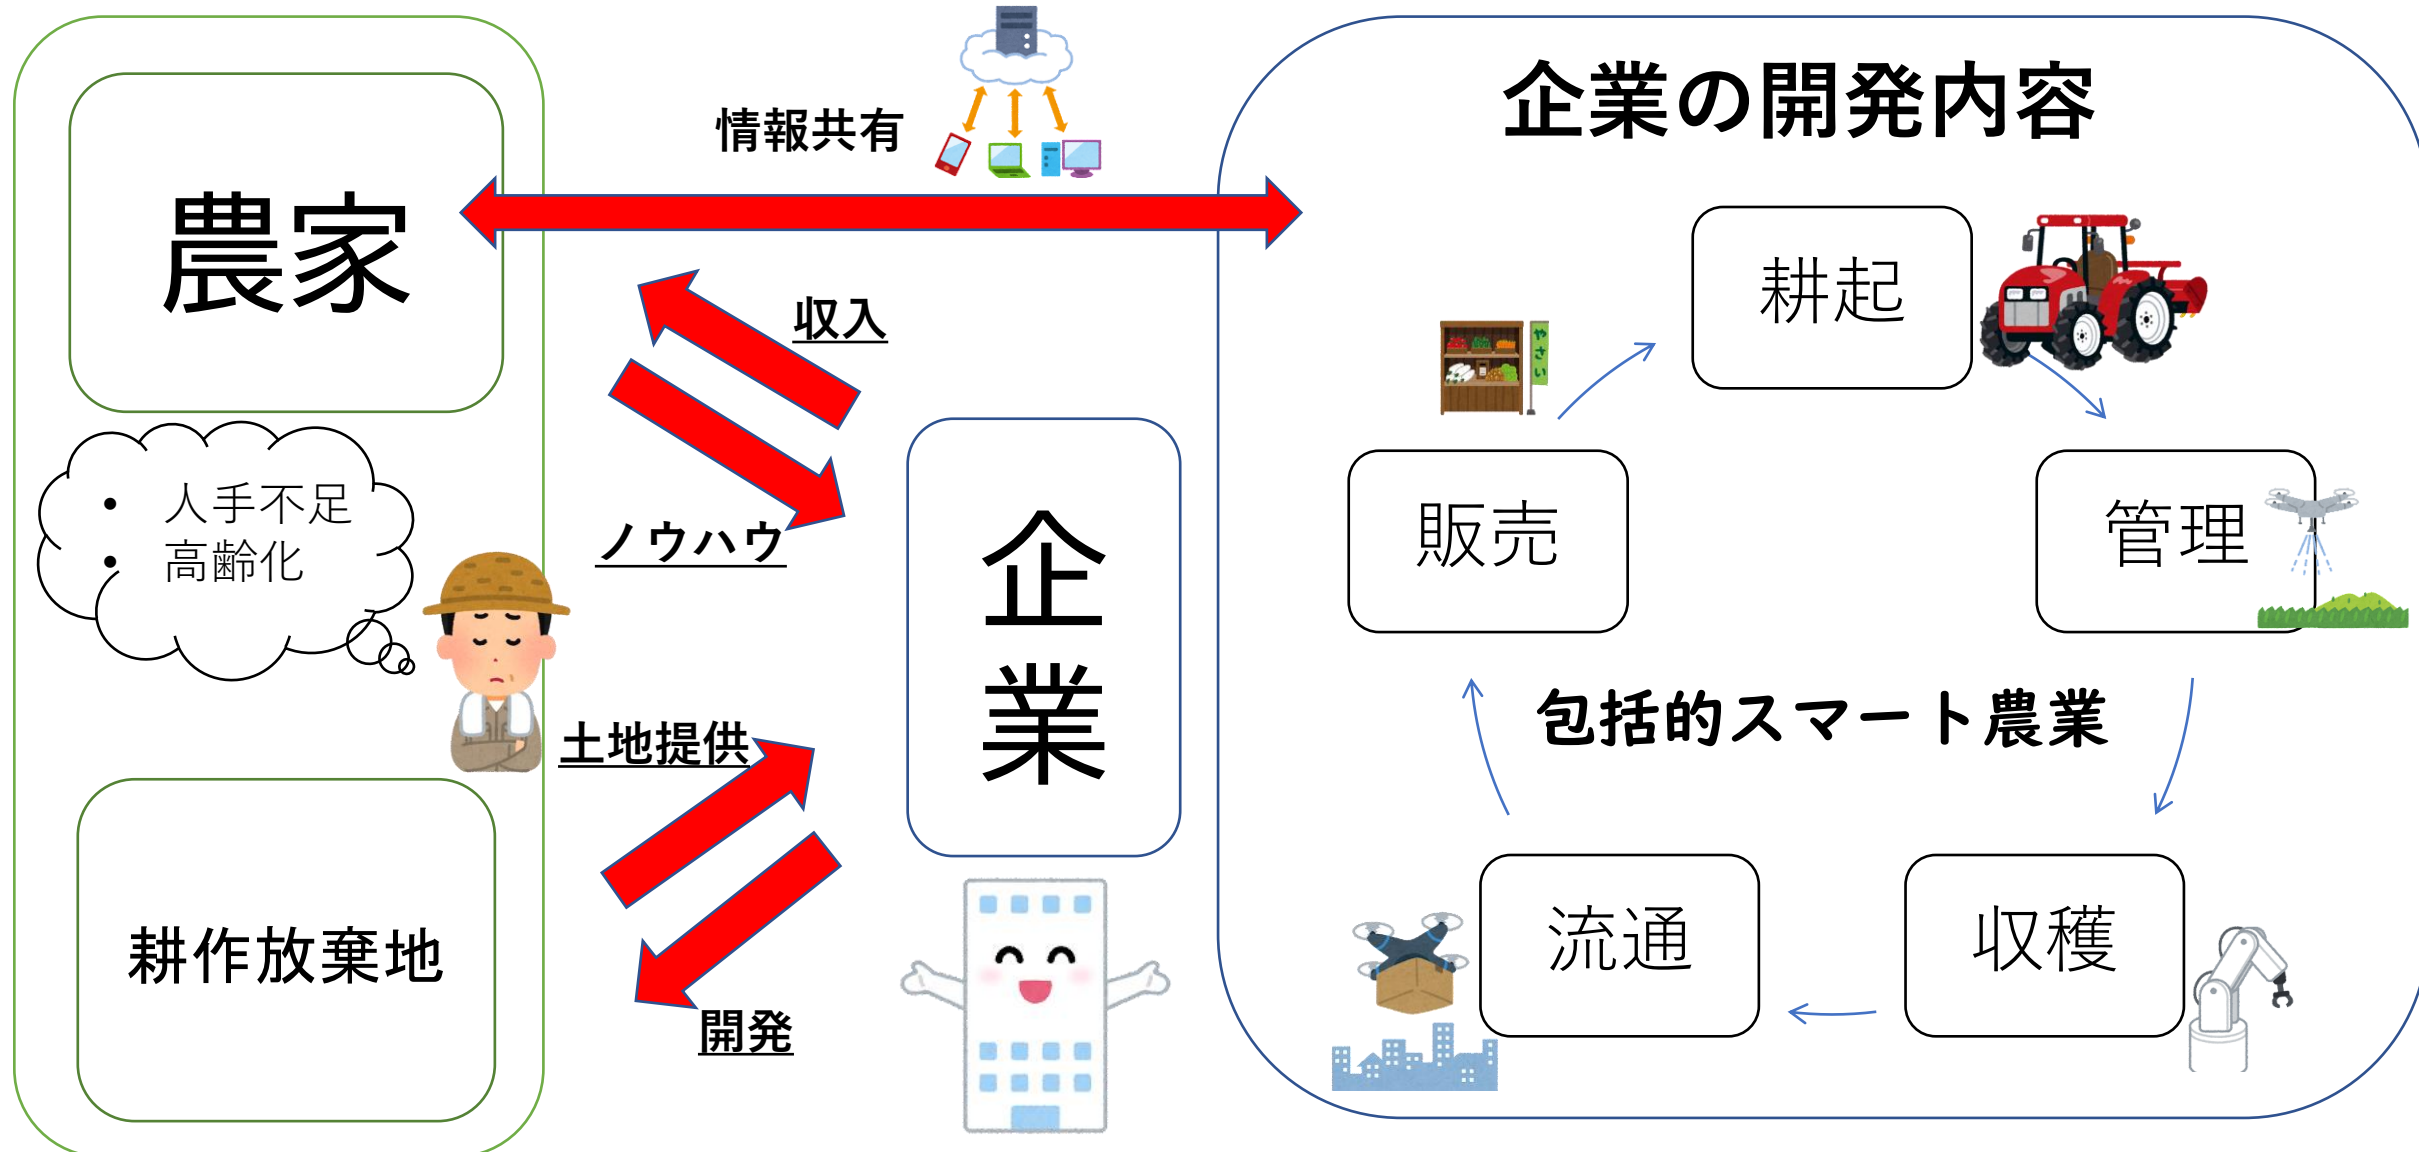 農家
• 人手不足
• 高齢化
耕作放棄地
情報共有
収入
ノウハウ
土地提供
開発
企業
企業の開発内容
耕起
やさい
販売
管理
包括的スマート農業
流通
収穫